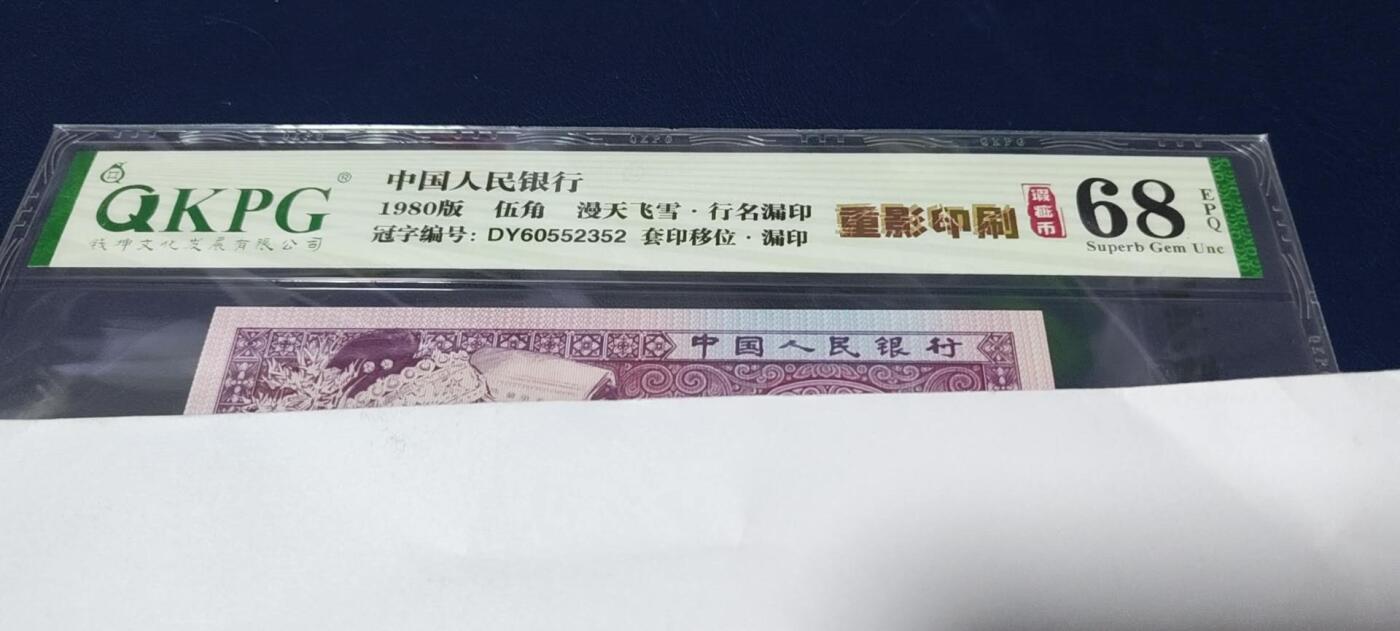 QKPG®
钱坤文化发展有限公司
中国人民银行
1980版 伍角 漫天飞雪·行名漏印
冠字编号: DY60552352 套印移位·漏印
重影印刷
瑕疵币
68
EPQ
Superb Gem Unc
中国人民银行